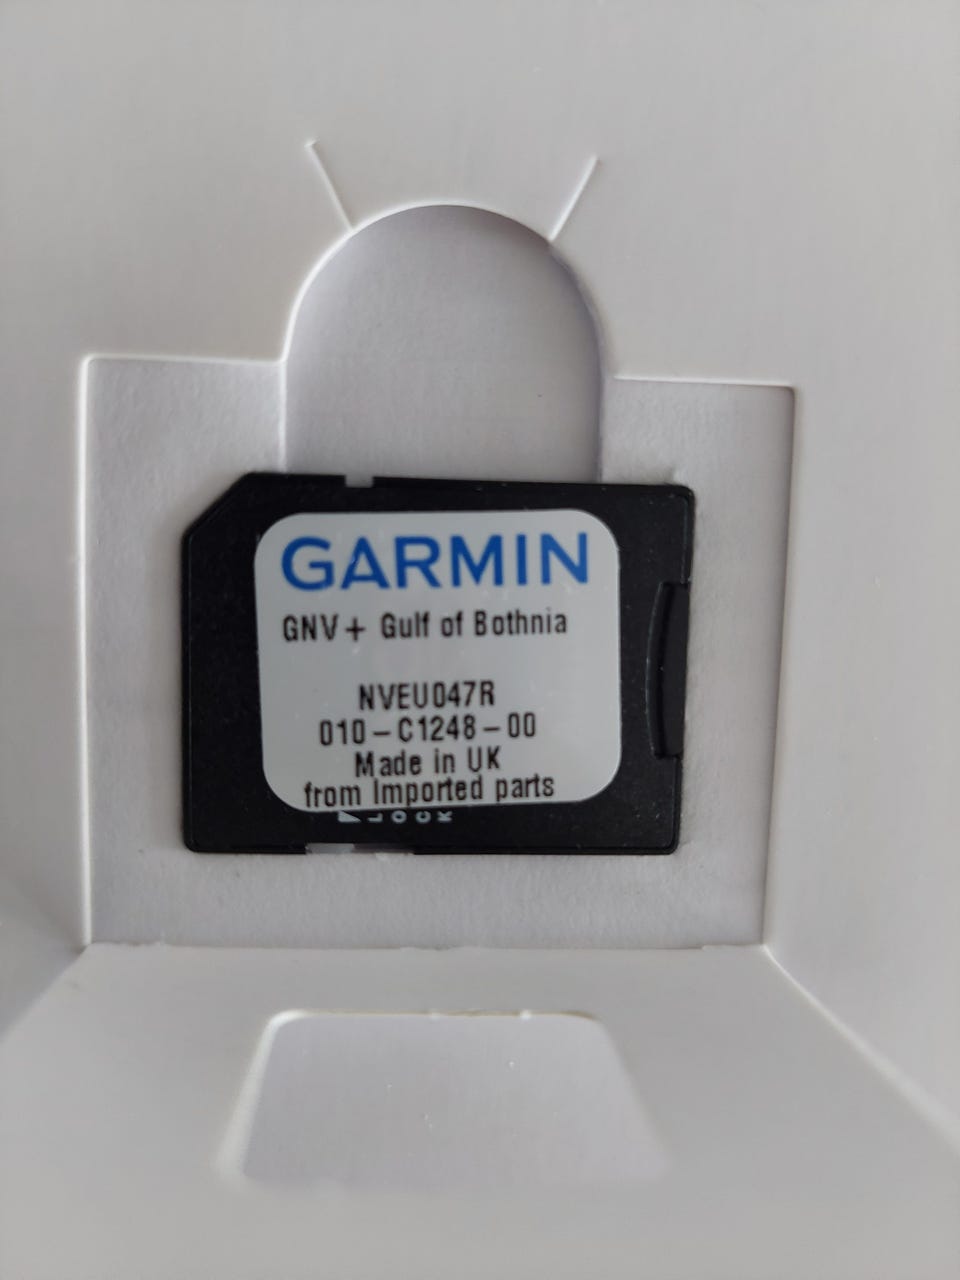 GARMIN
GNV+ Gulf of Bothnia
NVEU047R
010-C1248-00
Made in UK
from Imported parts
LOCK